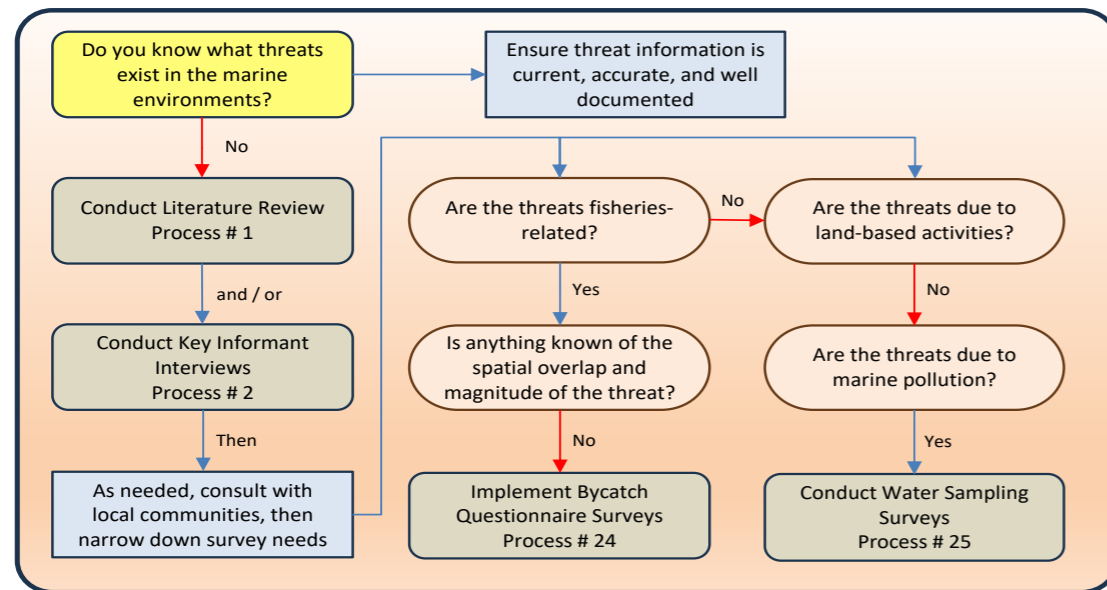 Do you know what threats
exist in the marine
environments?
Ensure threat information is
current, accurate, and well
documented
No
Conduct Literature Review
Process # 1
and / or
Conduct Key Informant
Interviews
Process # 2
Then
As needed, consult with
local communities, then
narrow down survey needs
Are the threats fisheries-
related?
No
Yes
Is anything known of the
spatial overlap and
magnitude of the threat?
No
Implement Bycatch
Questionnaire Surveys
Process # 24
Are the threats due to
land-based activities?
No
Are the threats due to
marine pollution?
Yes
Conduct Water Sampling
Surveys
Process # 25